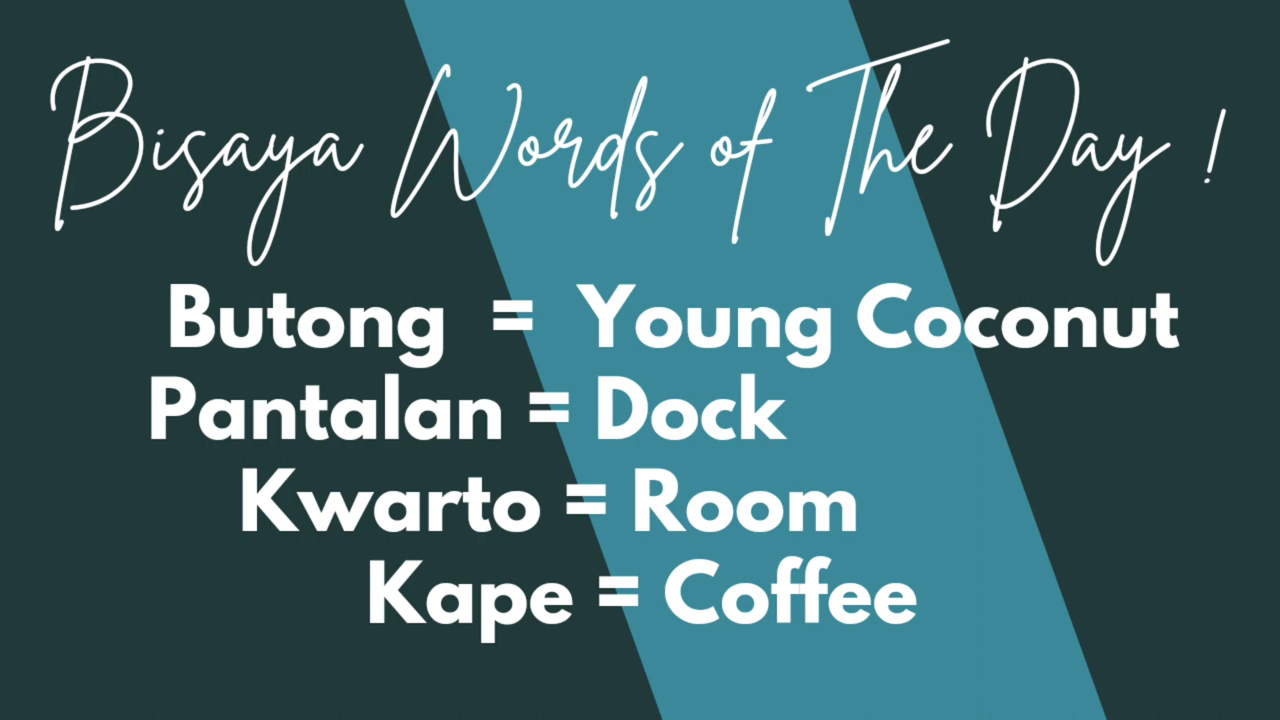 Bisaya Words of The Day !
Butong = Young Coconut
Pantalan = Dock
Kwarto = Room
Kape = Coffee